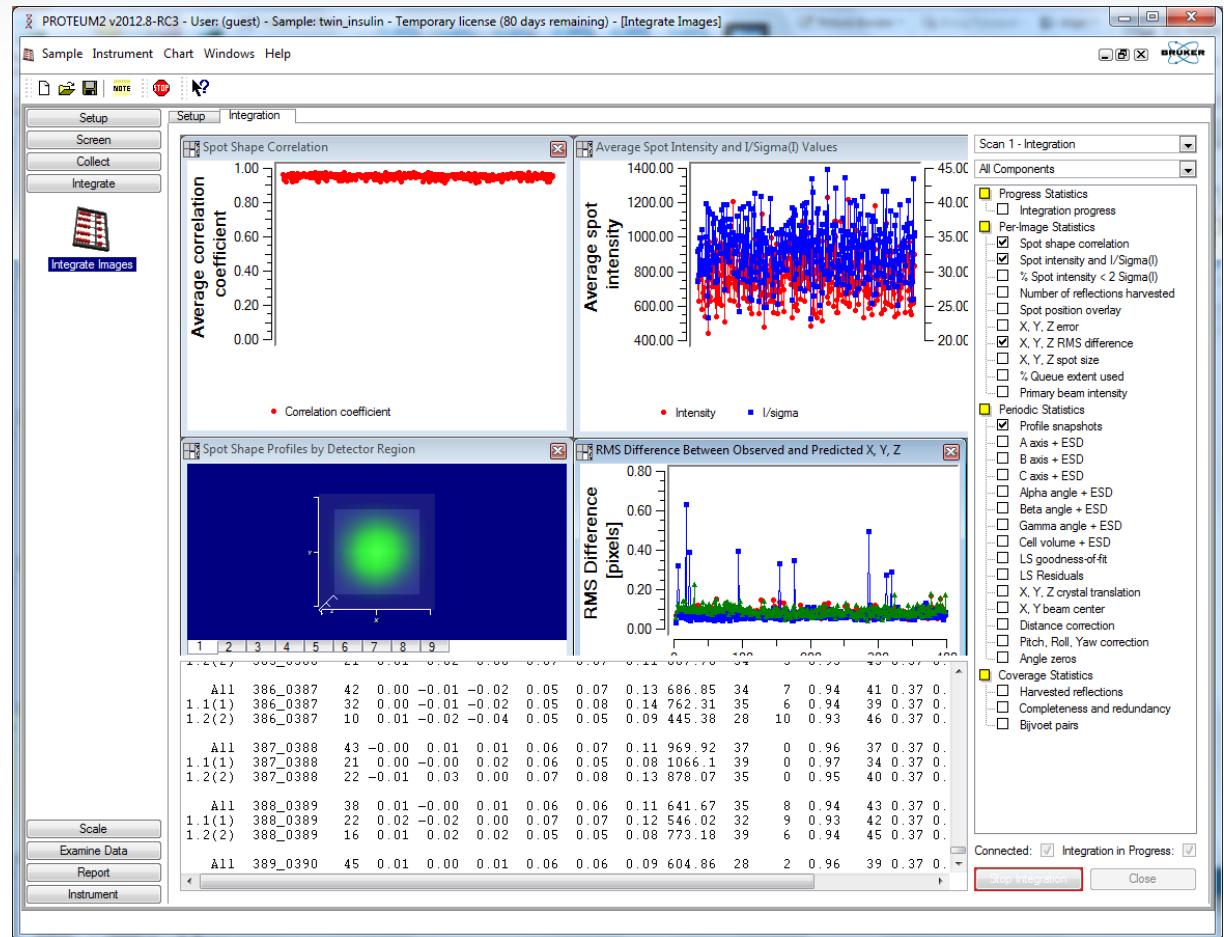 PROTEUM2 v2012.8-RC3 - User: (guest) - Sample: twin_insulin - Temporary license (80 days remaining) - [Integrate Images]
Sample Instrument Chart Windows Help
BRUKER
NOTE STOP
Setup
Screen
Collect
Integrate
Integrate Images
Scale
Examine Data
Report
Instrument
Setup Integration
Spot Shape Correlation
Average correlation
coefficient
1.00
0.80
0.60
0.40
0.20
0.00
Correlation coefficient
Average Spot Intensity and I/Sigma(I) Values
Average spot
intensity
1400.00
1200.00
1000.00
800.00
600.00
400.00
45.00
40.00
35.00
30.00
25.00
20.00
Intensity I/sigma
Spot Shape Profiles by Detector Region
Y
Z
X
1 2 3 4 5 6 7 8 9
RMS Difference Between Observed and Predicted X, Y, Z
RMS Difference
[pixels]
0.80
0.60
0.40
0.20
0.00
All 386_0387 42 0.00 -0.01 -0.02 0.05 0.07 0.13 686.85 34 7 0.94 41 0.37 0.
1.1(1) 386_0387 32 0.00 -0.01 -0.02 0.05 0.08 0.14 762.31 35 6 0.94 39 0.37 0.
1.2(2) 386_0387 10 0.01 -0.02 -0.04 0.05 0.05 0.09 445.38 28 10 0.93 46 0.37 0.
All 387_0388 43 -0.00 0.01 0.01 0.06 0.07 0.11 969.92 37 0 0.96 37 0.37 0.
1.1(1) 387_0388 21 0.00 -0.00 0.02 0.06 0.05 0.08 1066.1 39 0 0.97 34 0.37 0.
1.2(2) 387_0388 22 -0.01 0.03 0.00 0.07 0.08 0.13 878.07 35 0 0.95 40 0.37 0.
All 388_0389 38 0.01 -0.00 0.01 0.06 0.06 0.11 641.67 35 8 0.94 43 0.37 0.
1.1(1) 388_0389 22 0.02 -0.02 0.00 0.07 0.07 0.12 546.02 32 9 0.93 42 0.37 0.
1.2(2) 388_0389 16 0.01 0.02 0.02 0.05 0.05 0.08 773.18 39 6 0.94 45 0.37 0.
All 389_0390 45 0.01 0.00 0.01 0.06 0.06 0.09 604.86 28 2 0.96 39 0.37 0.
Scan 1 - Integration
All Components
Progress Statistics
Integration progress
Per-Image Statistics
Spot shape correlation
Spot intensity and I/Sigma(I)
% Spot intensity < 2 Sigma(I)
Number of reflections harvested
Spot position overlay
X, Y, Z error
X, Y, Z RMS difference
X, Y, Z spot size
% Queue extent used
Primary beam intensity
Periodic Statistics
Profile snapshots
A axis + ESD
B axis + ESD
C axis + ESD
Alpha angle + ESD
Beta angle + ESD
Gamma angle + ESD
Cell volume + ESD
LS goodness-of-fit
LS Residuals
X, Y, Z crystal translation
X, Y beam center
Distance correction
Pitch, Roll, Yaw correction
Angle zeros
Coverage Statistics
Harvested reflections
Completeness and redundancy
Bijvoet pairs
Connected: Integration in Progress:
Stop Integration Close